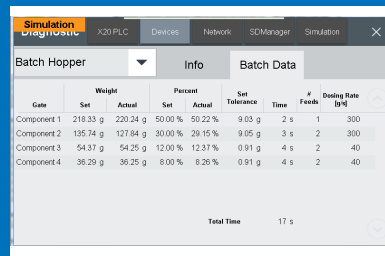 Simulation
Diagnostic X20 PLC Devices Network SDManager Simulation X
Batch Hopper Info Batch Data
Weight Percent Set # Dosing Rate
Gate Set Actual Set Actual Tolerance Time Feeds [g/s]
Component 1 218.33 g 220.24 g 50.00 % 50.22 % 9.03 g 2 s 1 300
Component 2 135.74 g 127.84 g 30.00 % 29.15 % 9.05 g 3 s 2 300
Component 3 54.37 g 54.25 g 12.00 % 12.37 % 0.91 g 4 s 2 40
Component 4 36.29 g 36.25 g 8.00 % 8.26 % 0.91 g 4 s 2 40
Total Time 17 s